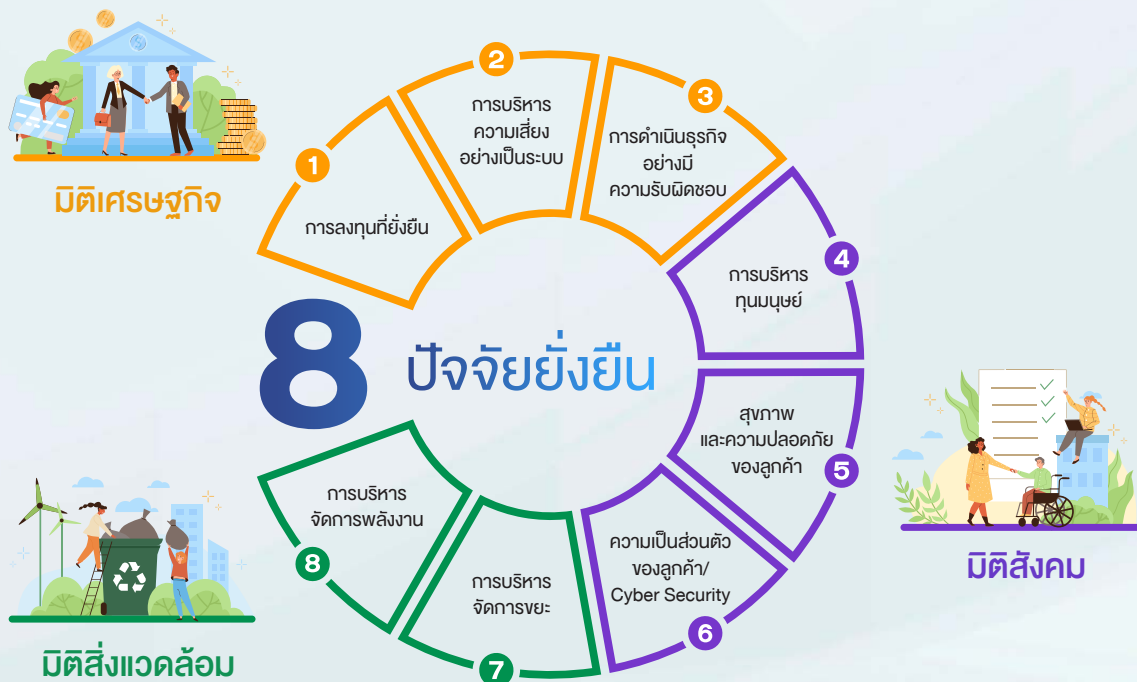 มิติเศรษฐกิจ
1
การลงทุนที่ยั่งยืน
2
การบริหาร
ความเสี่ยง
อย่างเป็นระบบ
3
การดำเนินธุรกิจ
อย่างมี
ความรับผิดชอบ
4
การบริหาร
ทุนมนุษย์
8 ปัจจัยยั่งยืน
สุขภาพ
และความปลอดภัย
ของลูกค้า
5
มิติสังคม
ความเป็นส่วนตัว
ของลูกค้า/
Cyber Security
6
การบริหาร
จัดการขยะ
7
การบริหาร
จัดการพลังงาน
8
มิติสิ่งแวดล้อม